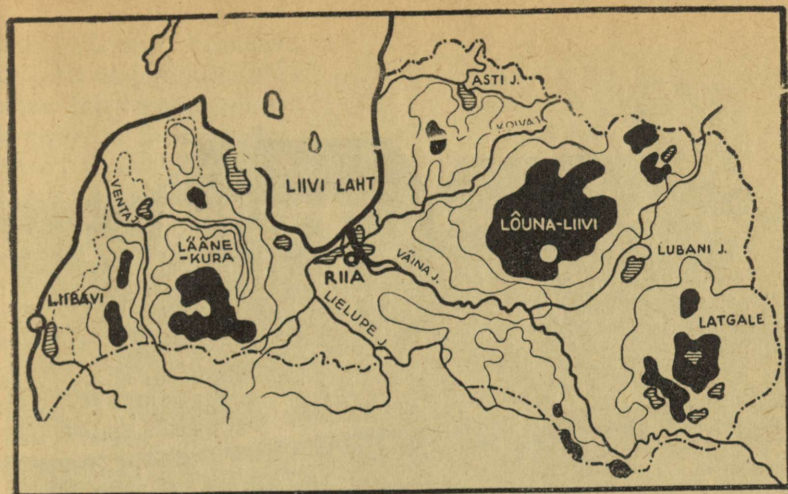 ASTI J.
KOIVA J.
LIIVI LAHT
VENTA J.
LÕUNA-LIIVI
LÄÄNE
-KURA
VÄINA J.
LUBANI J.
RIIA
LIIBAVI
LIELUPE J.
LATGALE